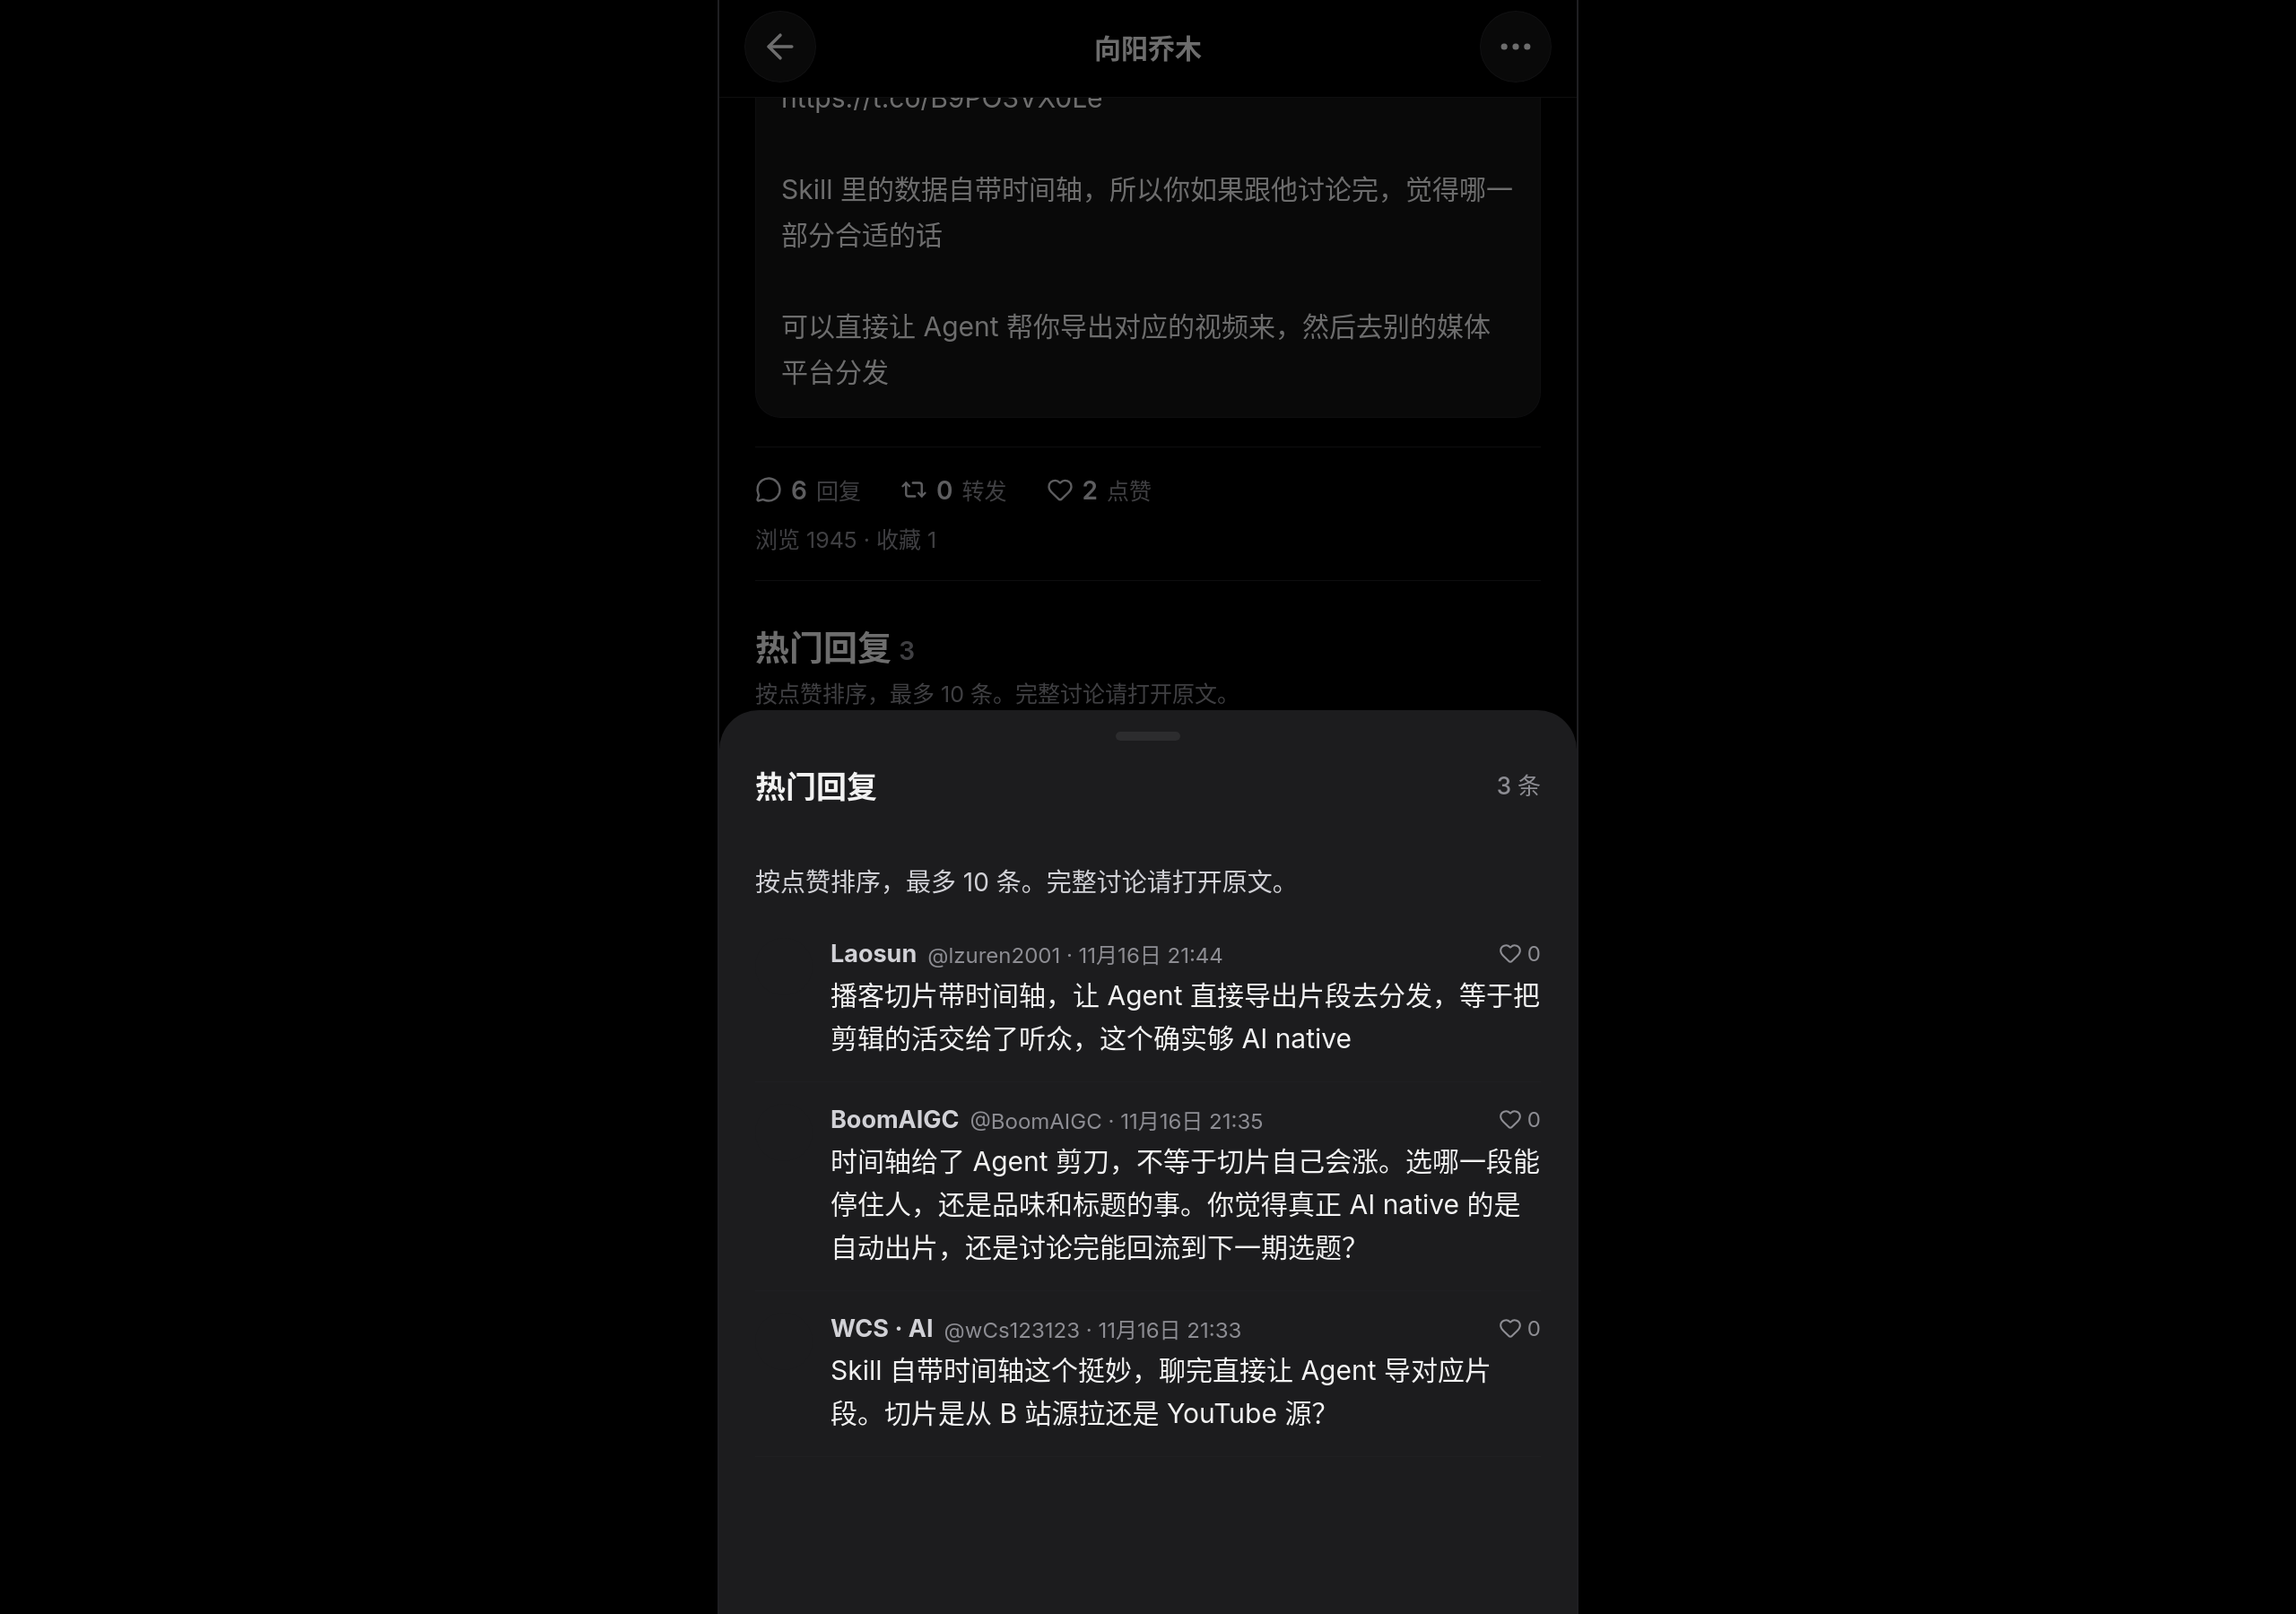 向阳乔木
https://t.co/B9PO3VX0Le
Skill 里的数据自带时间轴，所以你如果跟他讨论完，觉得哪一
部分合适的话
可以直接让 Agent 帮你导出对应的视频来，然后去别的媒体
平台分发
6 回复 0 转发 2 点赞
浏览 1945 · 收藏 1
热门回复 3
按点赞排序，最多 10 条。完整讨论请打开原文。
热门回复 3 条
按点赞排序，最多 10 条。完整讨论请打开原文。
Laosun @lzuren2001 · 11月16日 21:44 0
播客切片带时间轴，让 Agent 直接导出片段去分发，等于把
剪辑的活交给了听众，这个确实够 AI native
BoomAIGC @BoomAIGC · 11月16日 21:35 0
时间轴给了 Agent 剪刀，不等于切片自己会涨。选哪一段能
停住人，还是品味和标题的事。你觉得真正 AI native 的是
自动出片，还是讨论完能回流到下一期选题？
WCS · AI @wCs123123 · 11月16日 21:33 0
Skill 自带时间轴这个挺妙，聊完直接让 Agent 导对应片
段。切片是从 B 站源拉还是 YouTube 源？